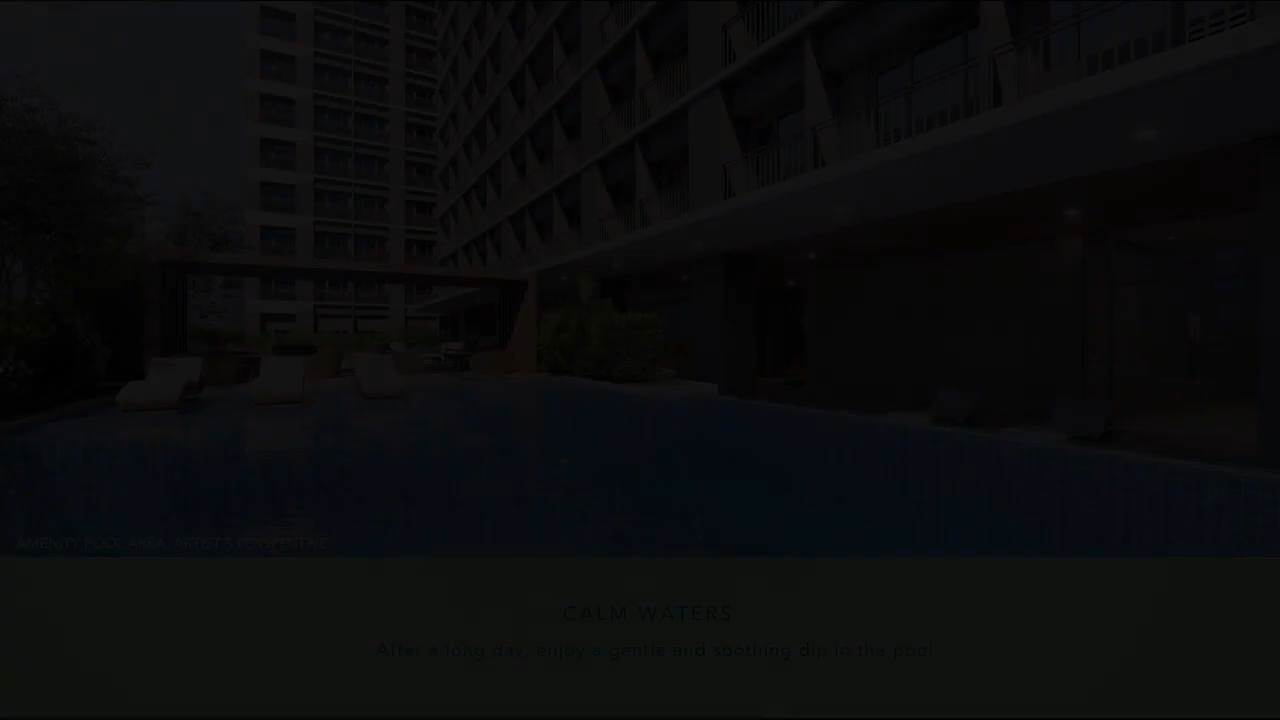 AMENITY POOL AREA. ARTIST'S PERSPECTIVE
CALM WATERS
After a long day, enjoy a gentle and soothing dip in the pool